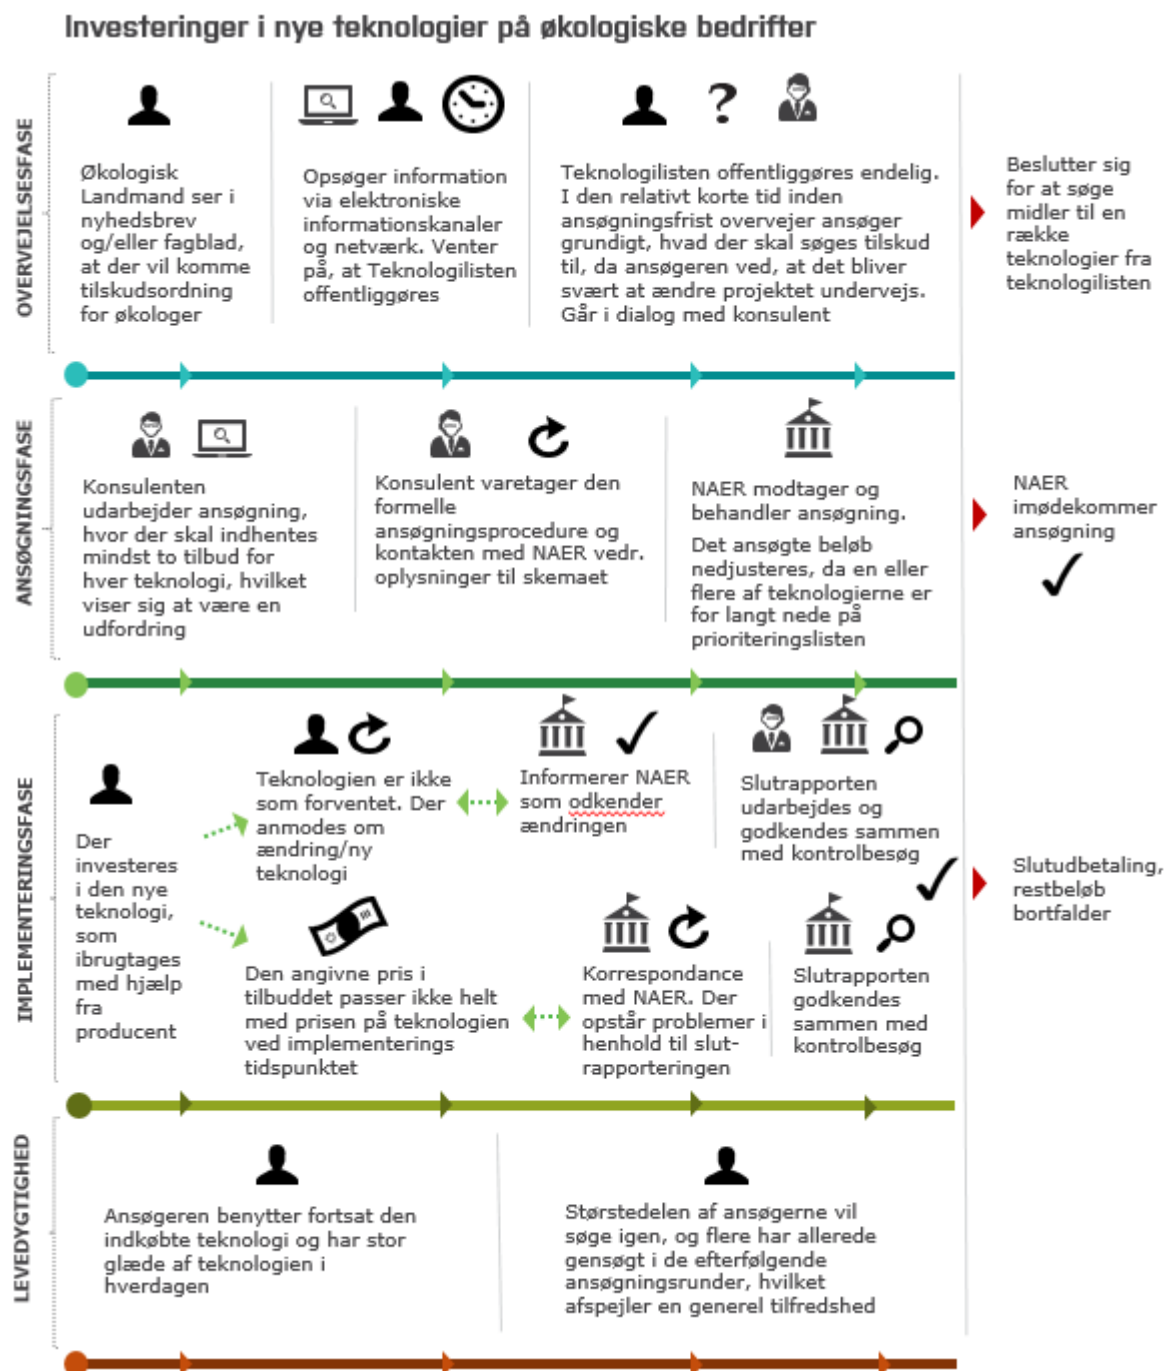 Investeringer i nye teknologier på økologiske bedrifter
OVERVEJELSESFASE
Økologisk
Landmand ser i
nyhedsbrev
og/eller fagblad,
at der vil komme
tilskudsordning
for økologer
Opsøger information
via elektroniske
informationskanaler
og netværk. Venter
på, at Teknologilisten
offentliggøres
?
Teknologilisten offentliggøres endelig.
I den relativt korte tid inden
ansøgningsfrist overvejer ansøger
grundigt, hvad der skal søges tilskud
til, da ansøgeren ved, at det bliver
svært at ændre projektet undervejs.
Går i dialog med konsulent
Beslutter sig
for at søge
midler til en
række
teknologier fra
teknologilisten
ANSØGNINGSFASE
Konsulenten
udarbejder ansøgning,
hvor der skal indhentes
mindst to tilbud for
hver teknologi, hvilket
viser sig at være en
udfordring
Konsulent varetager den
formelle
ansøgningsprocedure og
kontakten med NAER vedr.
oplysninger til skemaet
NAER modtager og
behandler ansøgning.
Det ansøgte beløb
nedjusteres, da en eller
flere af teknologierne er
for langt nede på
prioriteringslisten
NAER
imødekommer
ansøgning
IMPLEMENTERINGSFASE
Der
investeres
i den nye
teknologi,
som
ibrugtages
med hjælp
fra
producent
Teknologien er ikke
som forventet. Der
anmodes om
ændring/ny
teknologi
Informerer NAER
som odkender
ændringen
Slutrapporten
udarbejdes og
godkendes sammen
med kontrolbesøg
Den angivne pris i
tilbuddet passer ikke helt
med prisen på teknologien
ved implementerings
tidspunktet
Korrespondance
med NAER. Der
opstår problemer i
henhold til slut-
rapporteringen
Slutrapporten
godkendes
sammen med
kontrolbesøg
Slutudbetaling,
restbeløb
bortfalder
LEVEDYGTIGHED
Ansøgeren benytter fortsat den
indkøbte teknologi og har stor
glæde af teknologien i
hverdagen
Størstedelen af ansøgerne vil
søge igen, og flere har allerede
gensøgt i de efterfølgende
ansøgningsrunder, hvilket
afspejler en generel tilfredshed